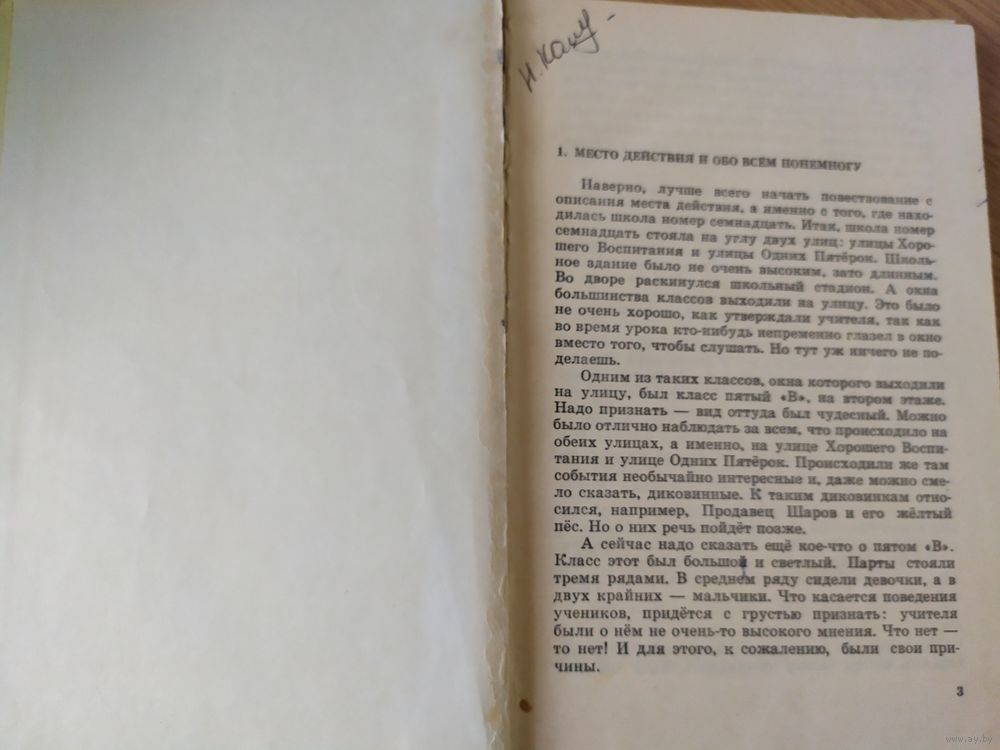 1. МЕСТО ДЕЙСТВИЯ И ОБО ВСЁМ ПОНЕМНОГУ
Наверно, лучше всего начать повествование с
описания места действия, а именно с того, где нахо-
дилась школа номер семнадцать. Итак, школа номер
семнадцать стояла на углу двух улиц: улицы Хоро-
шего Воспитания и улицы Одних Пятёрок. Школь-
ное здание было не очень высоким, зато длинным.
Во дворе раскинулся школьный стадион. А окна
большинства классов выходили на улицу. Это было
не очень хорошо, как утверждали учителя, так как
во время урока кто-нибудь непременно глазел в окно
вместо того, чтобы слушать. Но тут уж ничего не по-
делаешь.
Одним из таких классов, окна которого выходили
на улицу, был класс пятый «В», на втором этаже.
Надо признать — вид оттуда был чудесный. Можно
было отлично наблюдать за всем, что происходило на
обеих улицах, а именно, на улице Хорошего Воспи-
тания и улице Одних Пятёрок. Происходили же там
события необычайно интересные и, даже можно сме-
ло сказать, диковинные. К таким диковинкам отно-
сился, например, Продавец Шаров и его жёлтый
пёс. Но о них речь пойдёт позже.
А сейчас надо сказать ещё кое-что о пятом «В».
Класс этот был большой и светлый. Парты стояли
тремя рядами. В среднем ряду сидели девочки, а в
двух крайних — мальчики. Что касается поведения
учеников, придётся с грустью признать: учителя
были о нём не очень-то высокого мнения. Что нет —
то нет! И для этого, к сожалению, были свои при-
чины.
3
www.ay.by